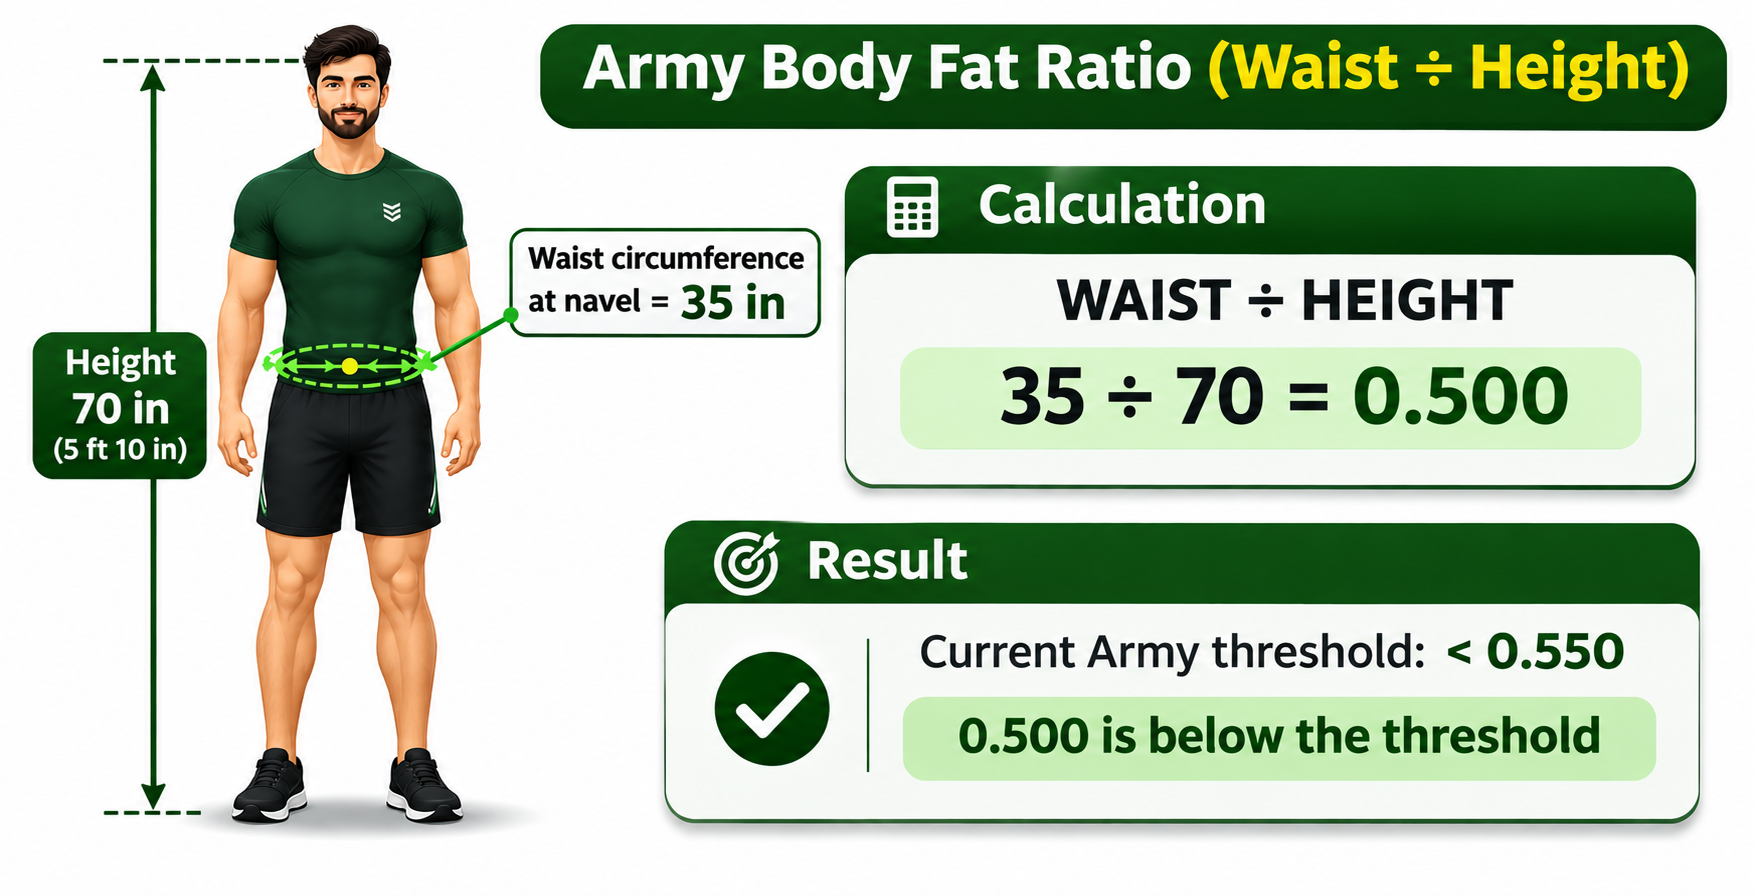 Army Body Fat Ratio (Waist ÷ Height)
Height
70 in
(5 ft 10 in)
Waist circumference
at navel = 35 in
Calculation
WAIST ÷ HEIGHT
35 ÷ 70 = 0.500
Result
Current Army threshold: < 0.550
0.500 is below the threshold